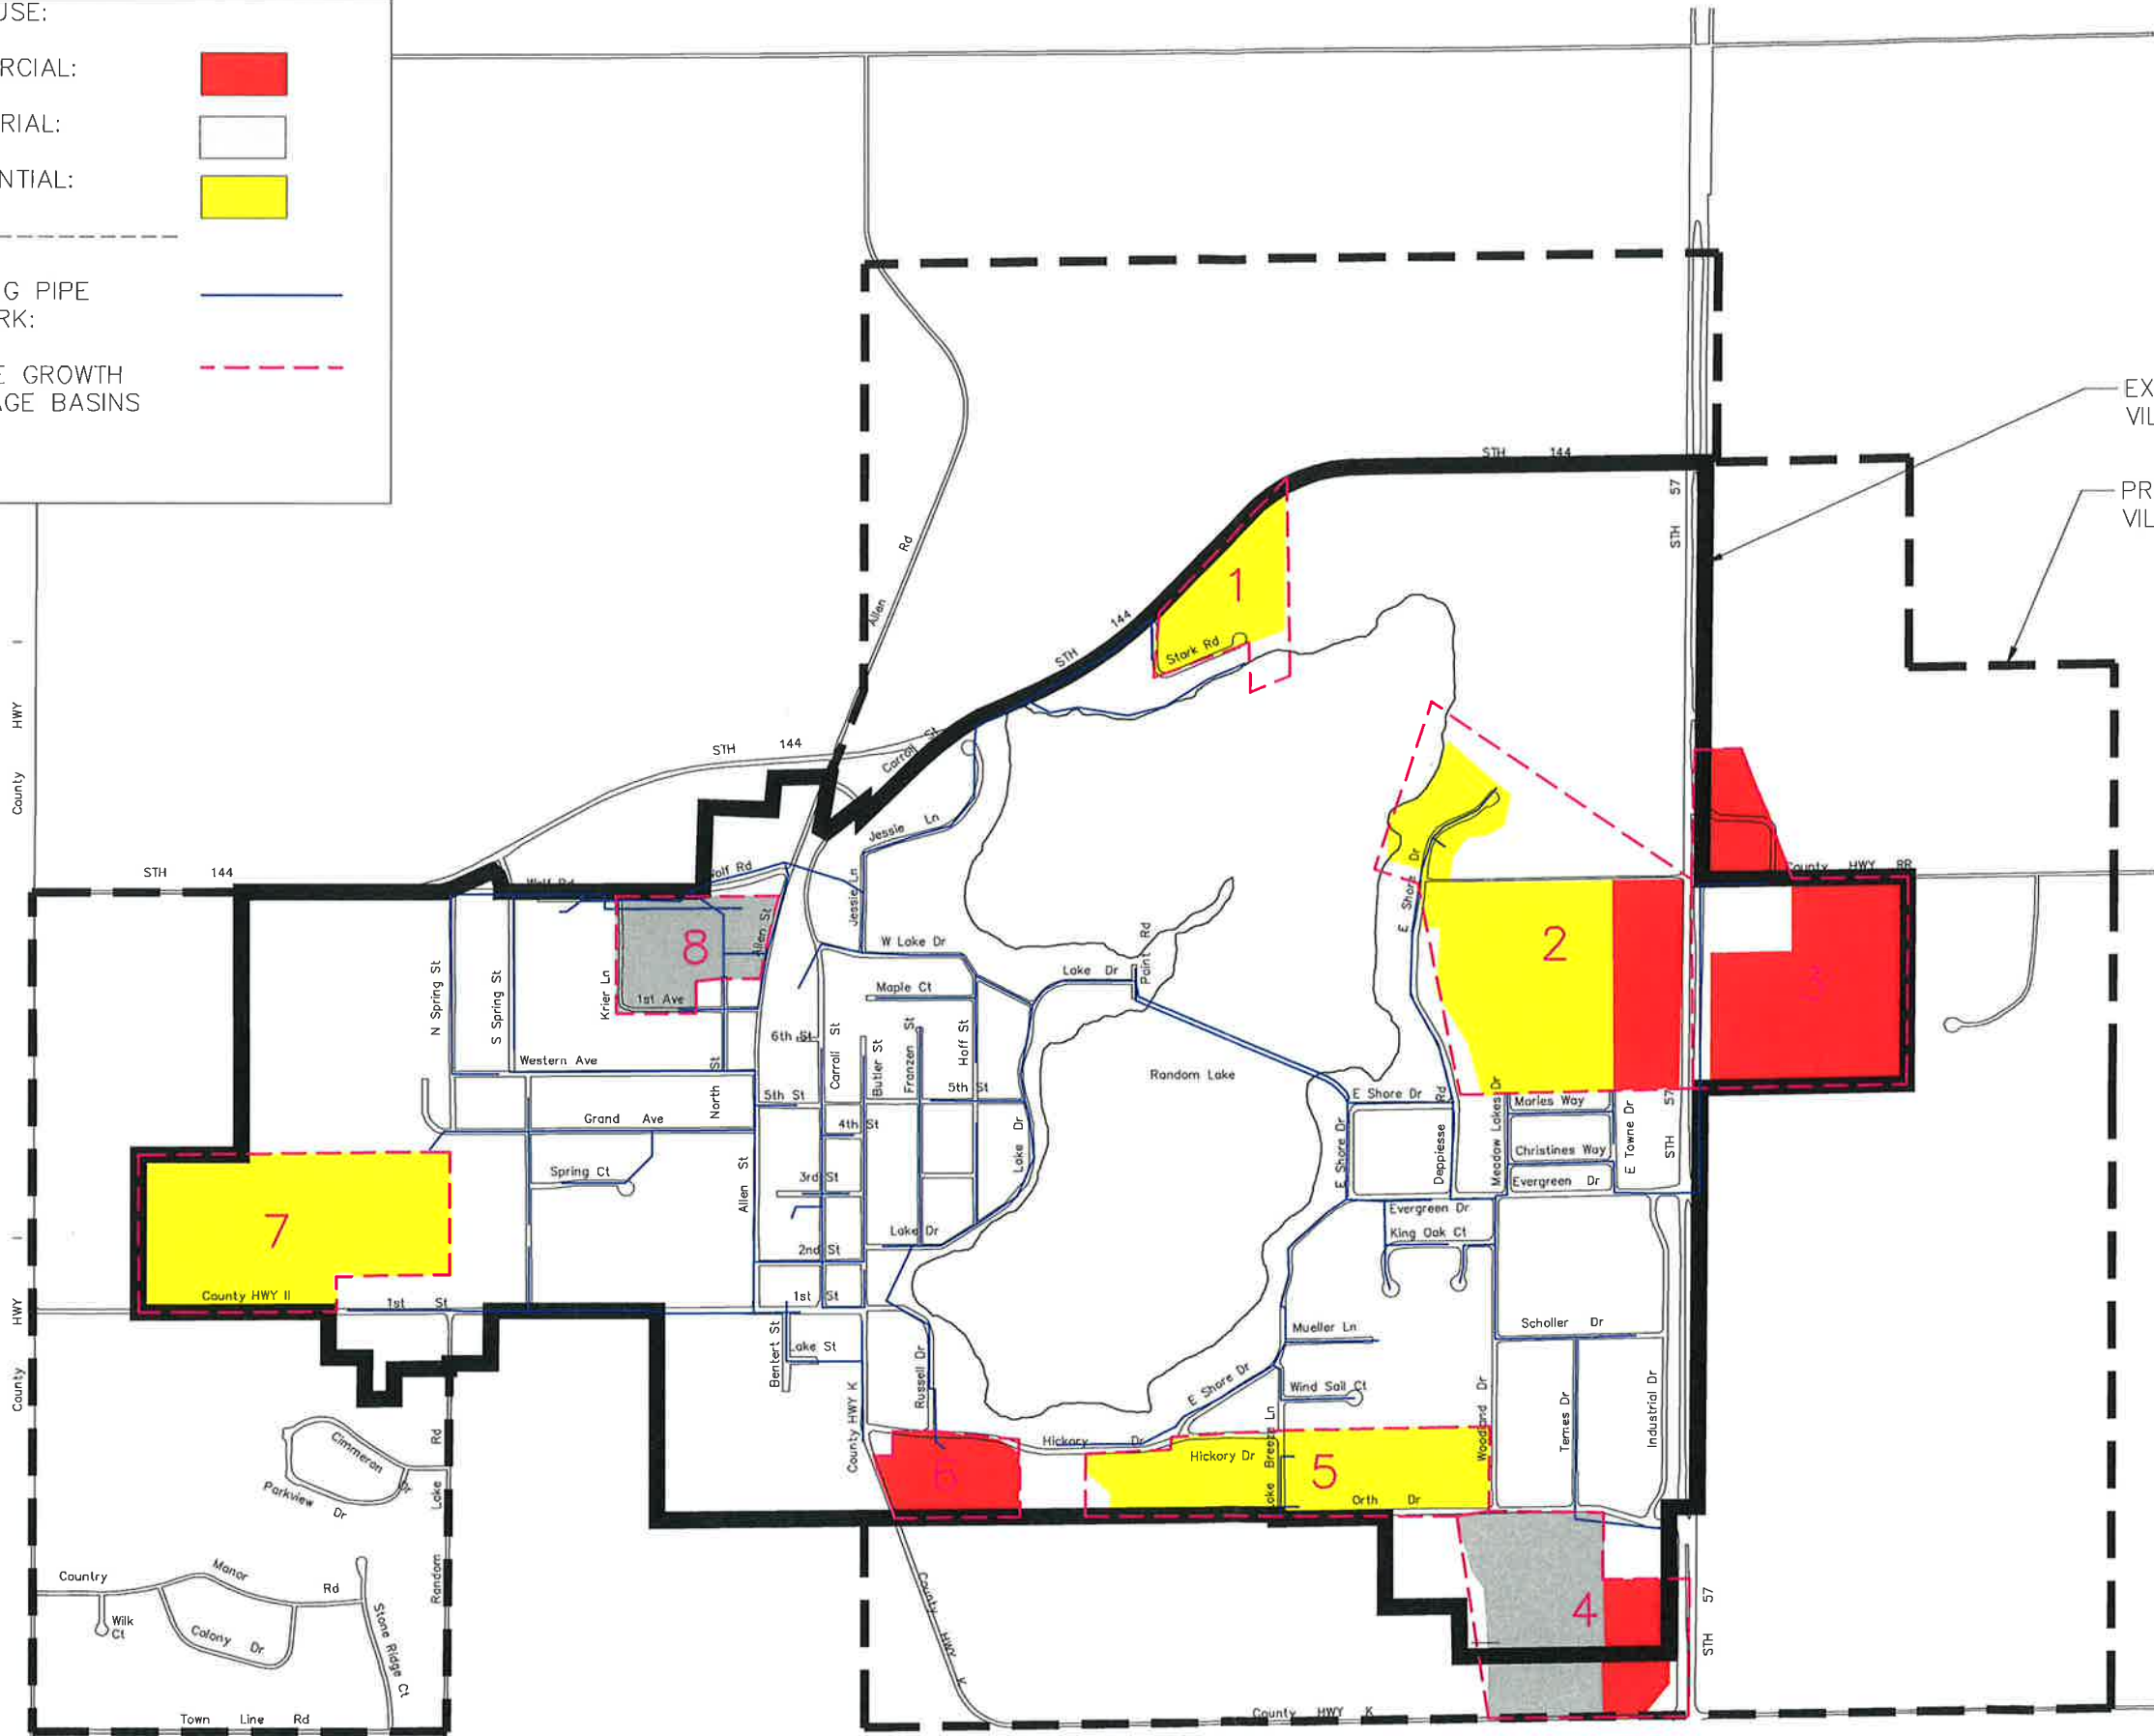 USE:
RCIAL:
RIAL:
NTIAL:
G PIPE
RK:
E GROWTH
AGE BASINS
EX
VIL
PR
VIL
STH 144
STH 57
Allen Rd
1
Stark Rd
STH 144
County HWY I
STH 144
Carroll St
Jessie Ln
STH 144
Wolf Rd
Wolf Rd
County HWY RR
E Shore Dr
Jessie Ln
Allen St
8
2
3
W Lake Dr
Lake Dr
Point Rd
Maple Ct
N Spring St
S Spring St
Krier Ln
1st Ave
6th St
Carroll St
Butler St
Franzen St
Hoff St
Western Ave
North St
5th St
5th St
Random Lake
E Shore Dr
Deppiesse Rd
Meadow Lakes Dr
Marles Way
E Towne Dr
STH 57
Grand Ave
4th St
Lake Dr
E Shore Dr
Christines Way
Spring Ct
Allen St
3rd St
Evergreen Dr
7
Lake Dr
Evergreen Dr
King Oak Ct
2nd St
County HWY II
1st St
1st St
County HWY I
Mueller Ln
Scholler Dr
Bentert St
Lake St
Russell Dr
E Shore Dr
Wind Sail Ct
County HWY K
Woodland Dr
Temes Dr
Industrial Dr
Cimmeron Dr
Parkview Dr
Random Lake Rd
6
Hickory Dr
Hickory Dr
Lake Breeze Ln
5
Orth Dr
Country Manor Rd
Wilk
Ct
Colony Dr
Stone Ridge Ct
County HWY K
4
STH 57
Town Line Rd
County HWY K